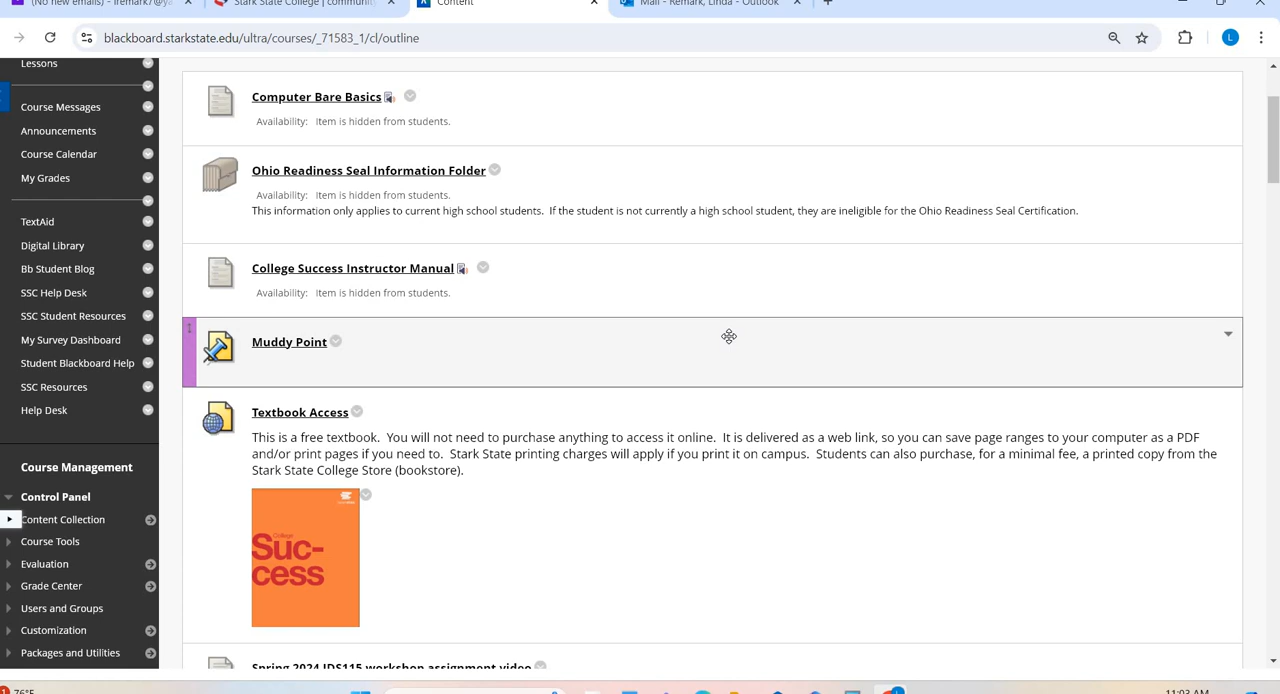 (No new emails) - lremark7@ya
Stark State College | communit
Content
Mail - Remark, Linda - Outlook
blackboard.starkstate.edu/ultra/courses/_71583_1/cl/outline
L
Lessons
Course Messages
Announcements
Course Calendar
My Grades
TextAid
Digital Library
Bb Student Blog
SSC Help Desk
SSC Student Resources
My Survey Dashboard
Student Blackboard Help
SSC Resources
Help Desk
Course Management
Control Panel
Content Collection
Course Tools
Evaluation
Grade Center
Users and Groups
Customization
Packages and Utilities
Computer Bare Basics
Availability: Item is hidden from students.
Ohio Readiness Seal Information Folder
Availability: Item is hidden from students.
This information only applies to current high school students. If the student is not currently a high school student, they are ineligible for the Ohio Readiness Seal Certification.
College Success Instructor Manual
Availability: Item is hidden from students.
Muddy Point
Textbook Access
This is a free textbook. You will not need to purchase anything to access it online. It is delivered as a web link, so you can save page ranges to your computer as a PDF
and/or print pages if you need to. Stark State printing charges will apply if you print it on campus. Students can also purchase, for a minimal fee, a printed copy from the
Stark State College Store (bookstore).
College
Suc-
cess
Spring 2024 IDS115 workshop assignment video
76°F
11:03 AM